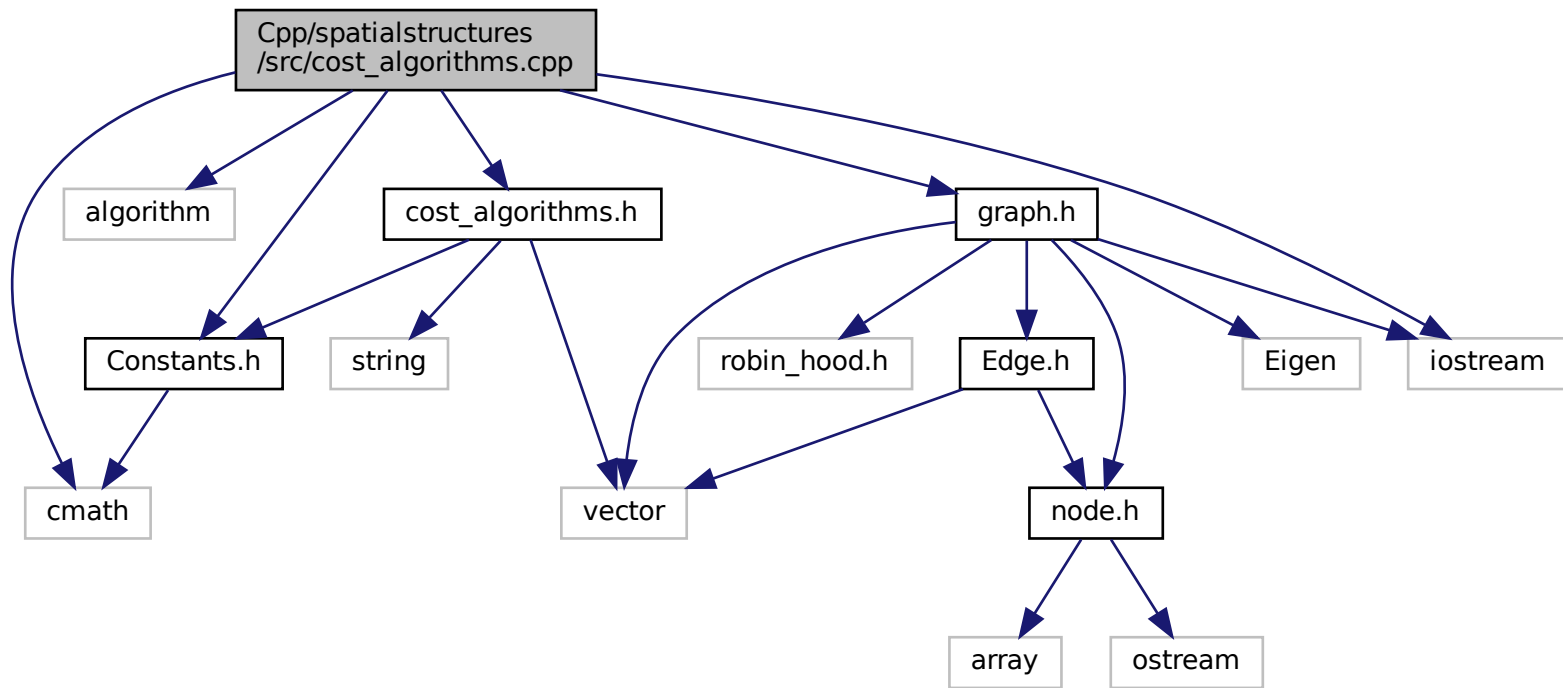 Cpp/spatialstructures
/src/cost_algorithms.cpp
algorithm
cost_algorithms.h
graph.h
Constants.h
string
robin_hood.h
Edge.h
Eigen
iostream
cmath
vector
node.h
array
ostream